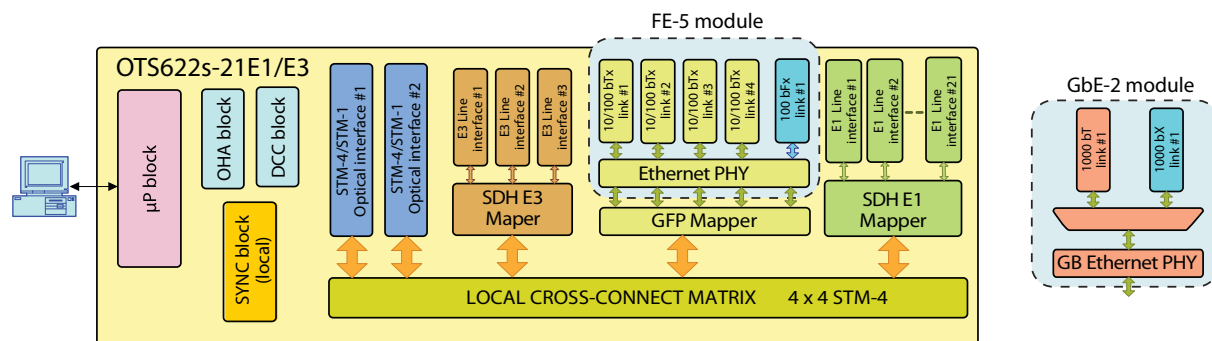 FE-5 module
OTS622s-21E1/E3
µP block
OHA block
DCC block
SYNC block
(local)
STM-4/STM-1
Optical interface #1
STM-4/STM-1
Optical interface #2
E3 Line
interface #1
E3 Line
interface #2
E3 Line
interface #3
SDH E3
Maper
10/100 bTx
link #1
10/100 bTx
link #2
10/100 bTx
link #3
10/100 bTx
link #4
100 bFx
link #1
Ethernet PHY
GFP Mapper
E1 Line
interface #1
E1 Line
interface #2
E1 Line
interface #21
SDH E1
Mapper
LOCAL CROSS-CONNECT MATRIX 4 x 4 STM-4
GbE-2 module
1000 bT
link #1
1000 bX
link #1
GB Ethernet PHY